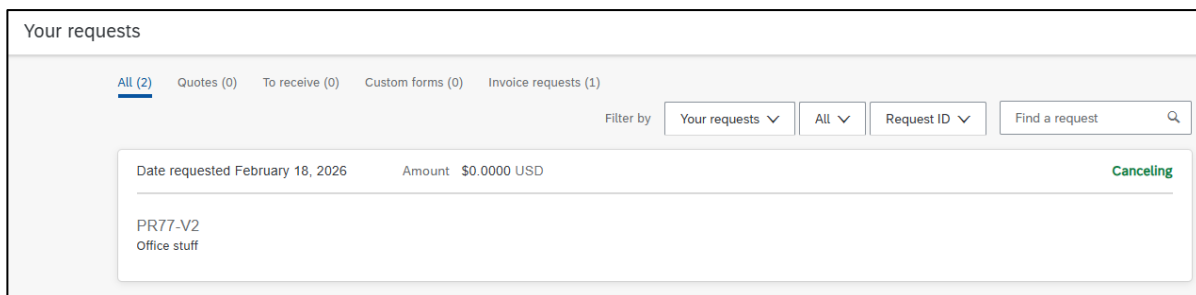 Your requests
All (2) Quotes (0) To receive (0) Custom forms (0) Invoice requests (1)
Filter by Your requests All Request ID Find a request
Date requested February 18, 2026 Amount $0.0000 USD Canceling
PR77-V2
Office stuff